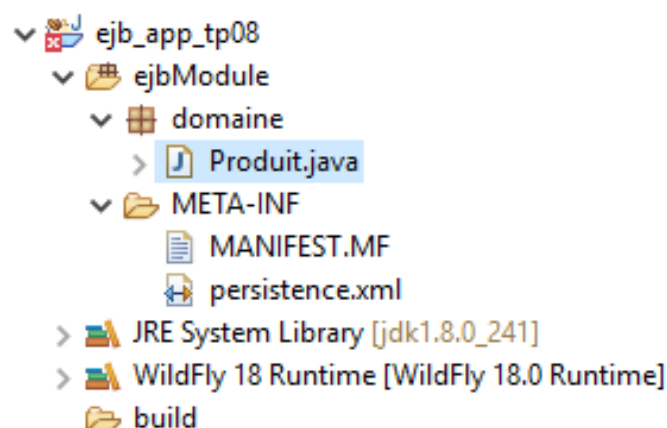 ejb_app_tp08
ejbModule
domaine
Produit.java
META-INF
MANIFEST.MF
persistence.xml
JRE System Library [jdk1.8.0_241]
WildFly 18 Runtime [WildFly 18.0 Runtime]
build